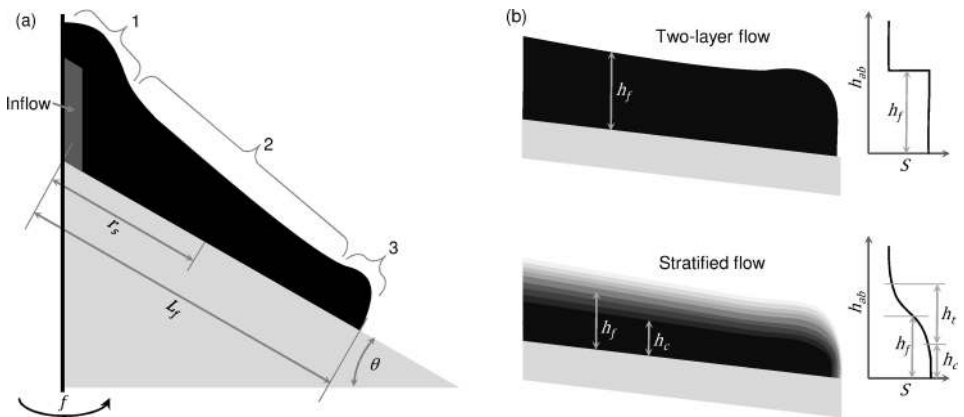 (a)
1
2
3
Inflow
r_s
L_f
θ
f
(b)
Two-layer flow
h_f
h_ab
h_f
S
Stratified flow
h_f
h_c
h_ab
h_f
h_t
h_c
S